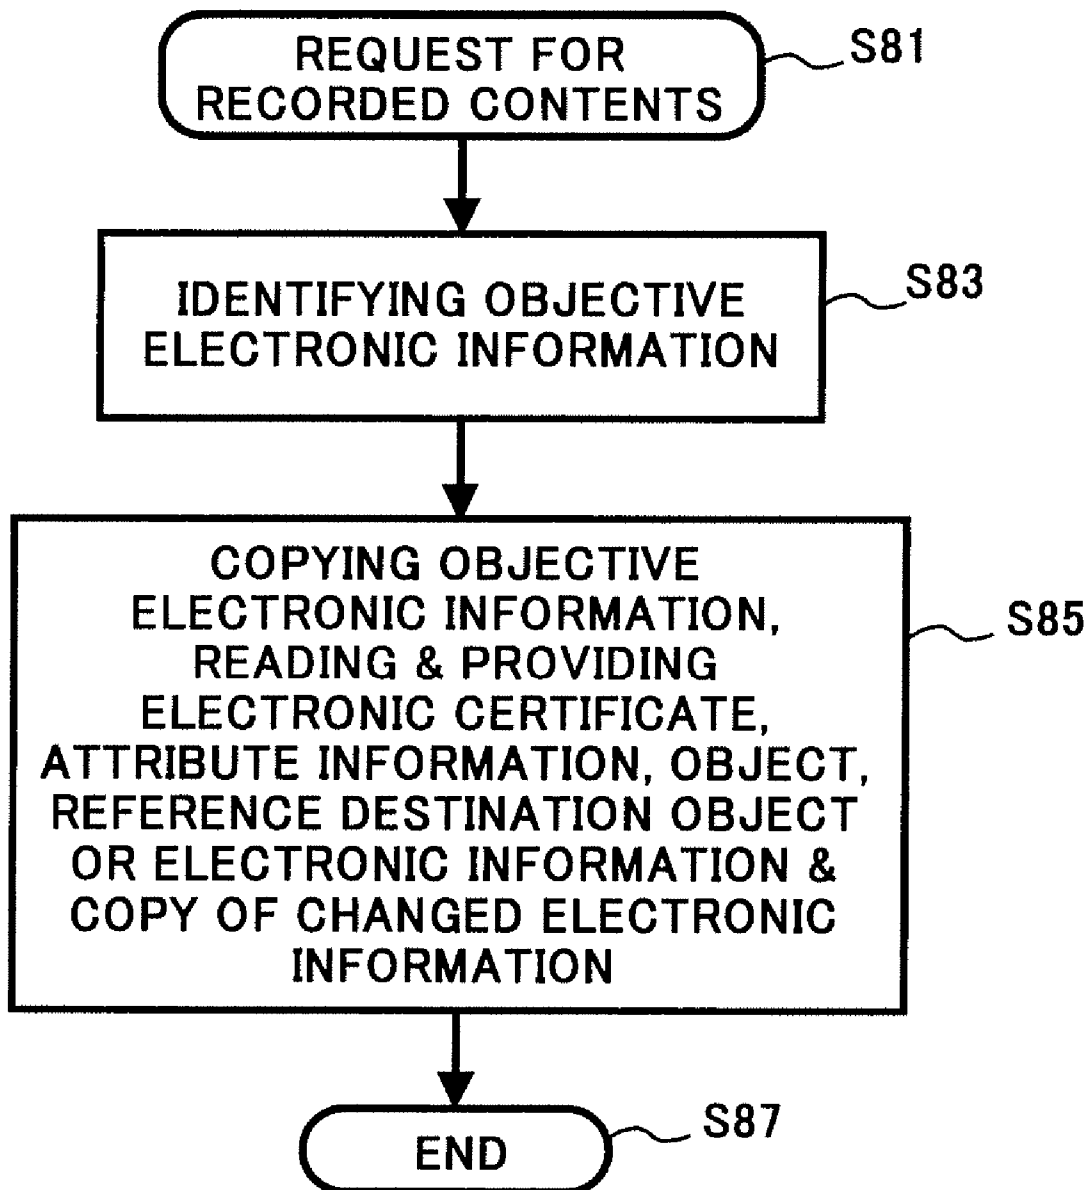 REQUEST FOR
RECORDED CONTENTS
S81
IDENTIFYING OBJECTIVE
ELECTRONIC INFORMATION
S83
COPYING OBJECTIVE
ELECTRONIC INFORMATION,
READING & PROVIDING
ELECTRONIC CERTIFICATE,
ATTRIBUTE INFORMATION, OBJECT,
REFERENCE DESTINATION OBJECT
OR ELECTRONIC INFORMATION &
COPY OF CHANGED ELECTRONIC
INFORMATION
S85
END
S87